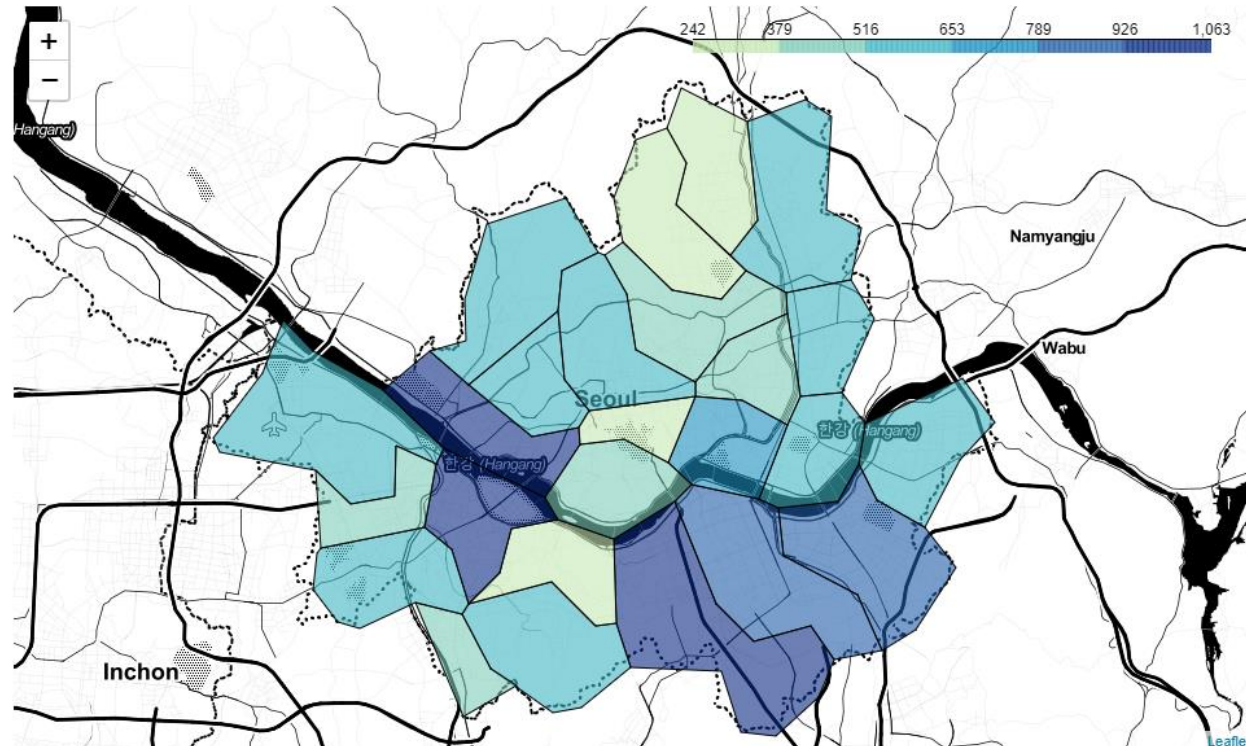 +
−
242 379 516 653 789 926 1,063
Hangang)
Namyangju
Wabu
Seoul
한강 (Hangang)
한강 (Hangang)
Inchon
Leafle